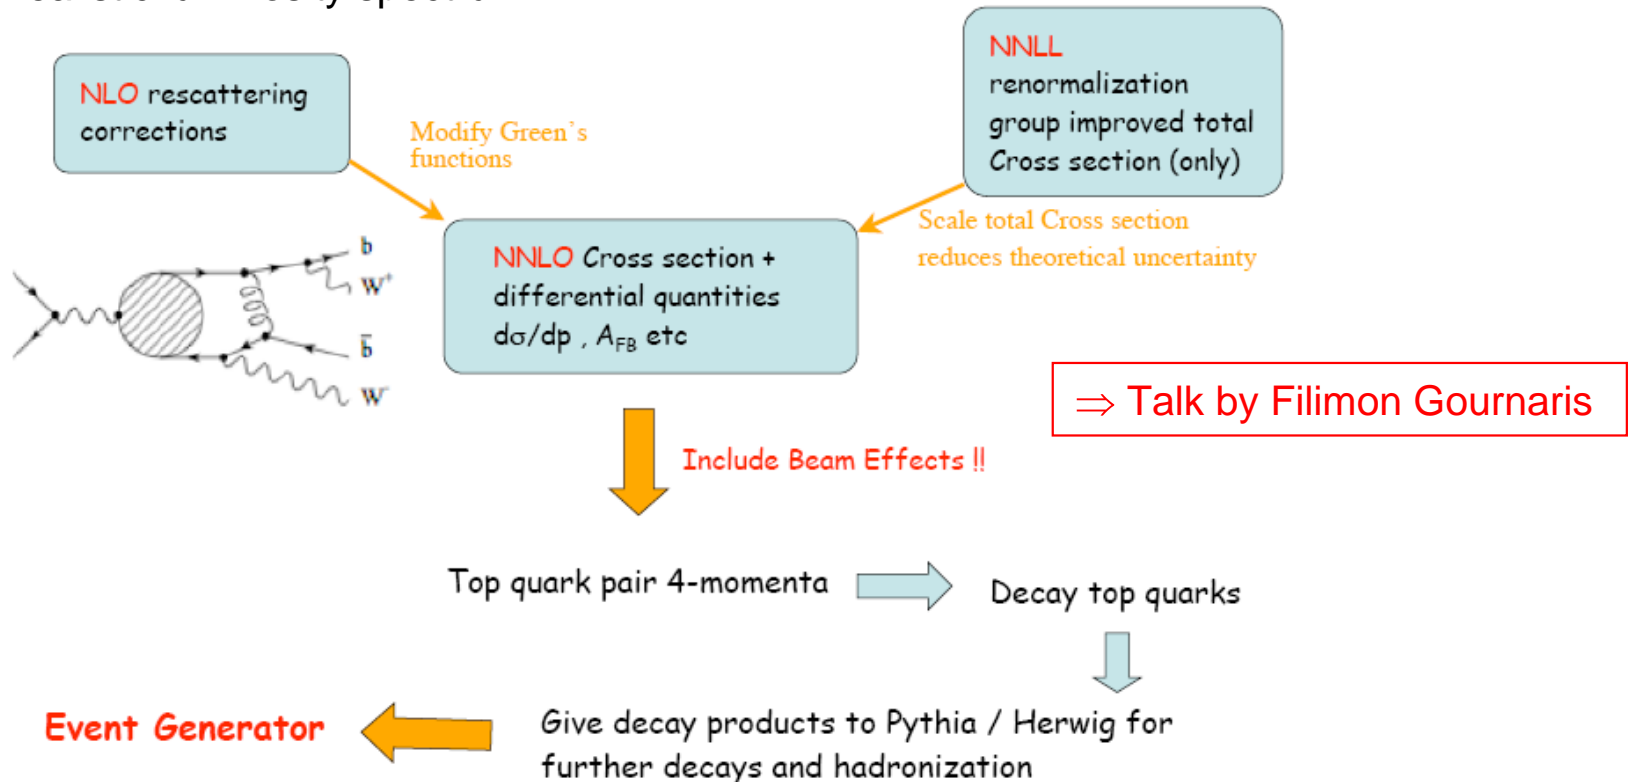 NLO rescattering
corrections
Modify Green's
functions
NNLL
renormalization
group improved total
Cross section (only)
Scale total Cross section
reduces theoretical uncertainty
NNLO Cross section +
differential quantities
dσ/dp , A_FB etc
b
W⁺
b̄
W⁻
⇒ Talk by Filimon Gournaris
Include Beam Effects !!
Top quark pair 4-momenta
Decay top quarks
Event Generator
Give decay products to Pythia / Herwig for
further decays and hadronization